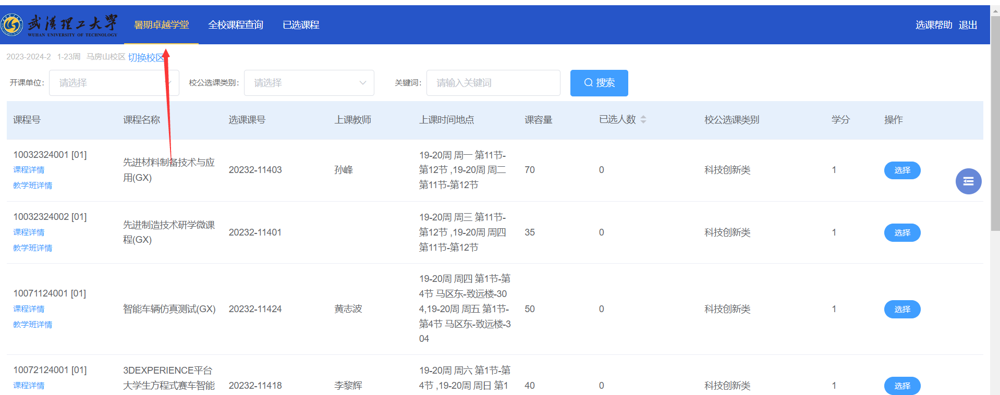 武汉理工大学
WUHAN UNIVERSITY OF TECHNOLOGY
暑期卓越学堂 全校课程查询 已选课程 选课帮助 退出
2023-2024-2 1-23周 马房山校区 切换校区
开课单位: 请选择 校公选课类别: 请选择 关键词: 请输入关键词 搜索
课程号 课程名称 选课课号 上课教师 上课时间地点 课容量 已选人数 校公选课类别 学分 操作
10032324001 [01]
课程详情
教学班详情
先进材料制备技术与应
用(GX)
20232-11403
孙峰
19-20周 周一 第11节-
第12节 ,19-20周 周二
第11节-第12节
70
0
科技创新类
1
选择
10032324002 [01]
课程详情
教学班详情
先进制造技术研学微课
程(GX)
20232-11401
19-20周 周三 第11节-
第12节 ,19-20周 周四
第11节-第12节
35
0
科技创新类
1
选择
10071124001 [01]
课程详情
教学班详情
智能车辆仿真测试(GX)
20232-11424
黄志波
19-20周 周四 第1节-第
4节 马区东-致远楼-30
4,19-20周 周五 第1节-
第4节 马区东-致远楼-3
04
50
0
科技创新类
1
选择
10072124001 [01]
课程详情
3DEXPERIENCE平台
大学生方程式赛车智能
20232-11418
李黎辉
19-20周 周六 第1节-第
4节 ,19-20周 周日 第1
40
0
科技创新类
1
选择